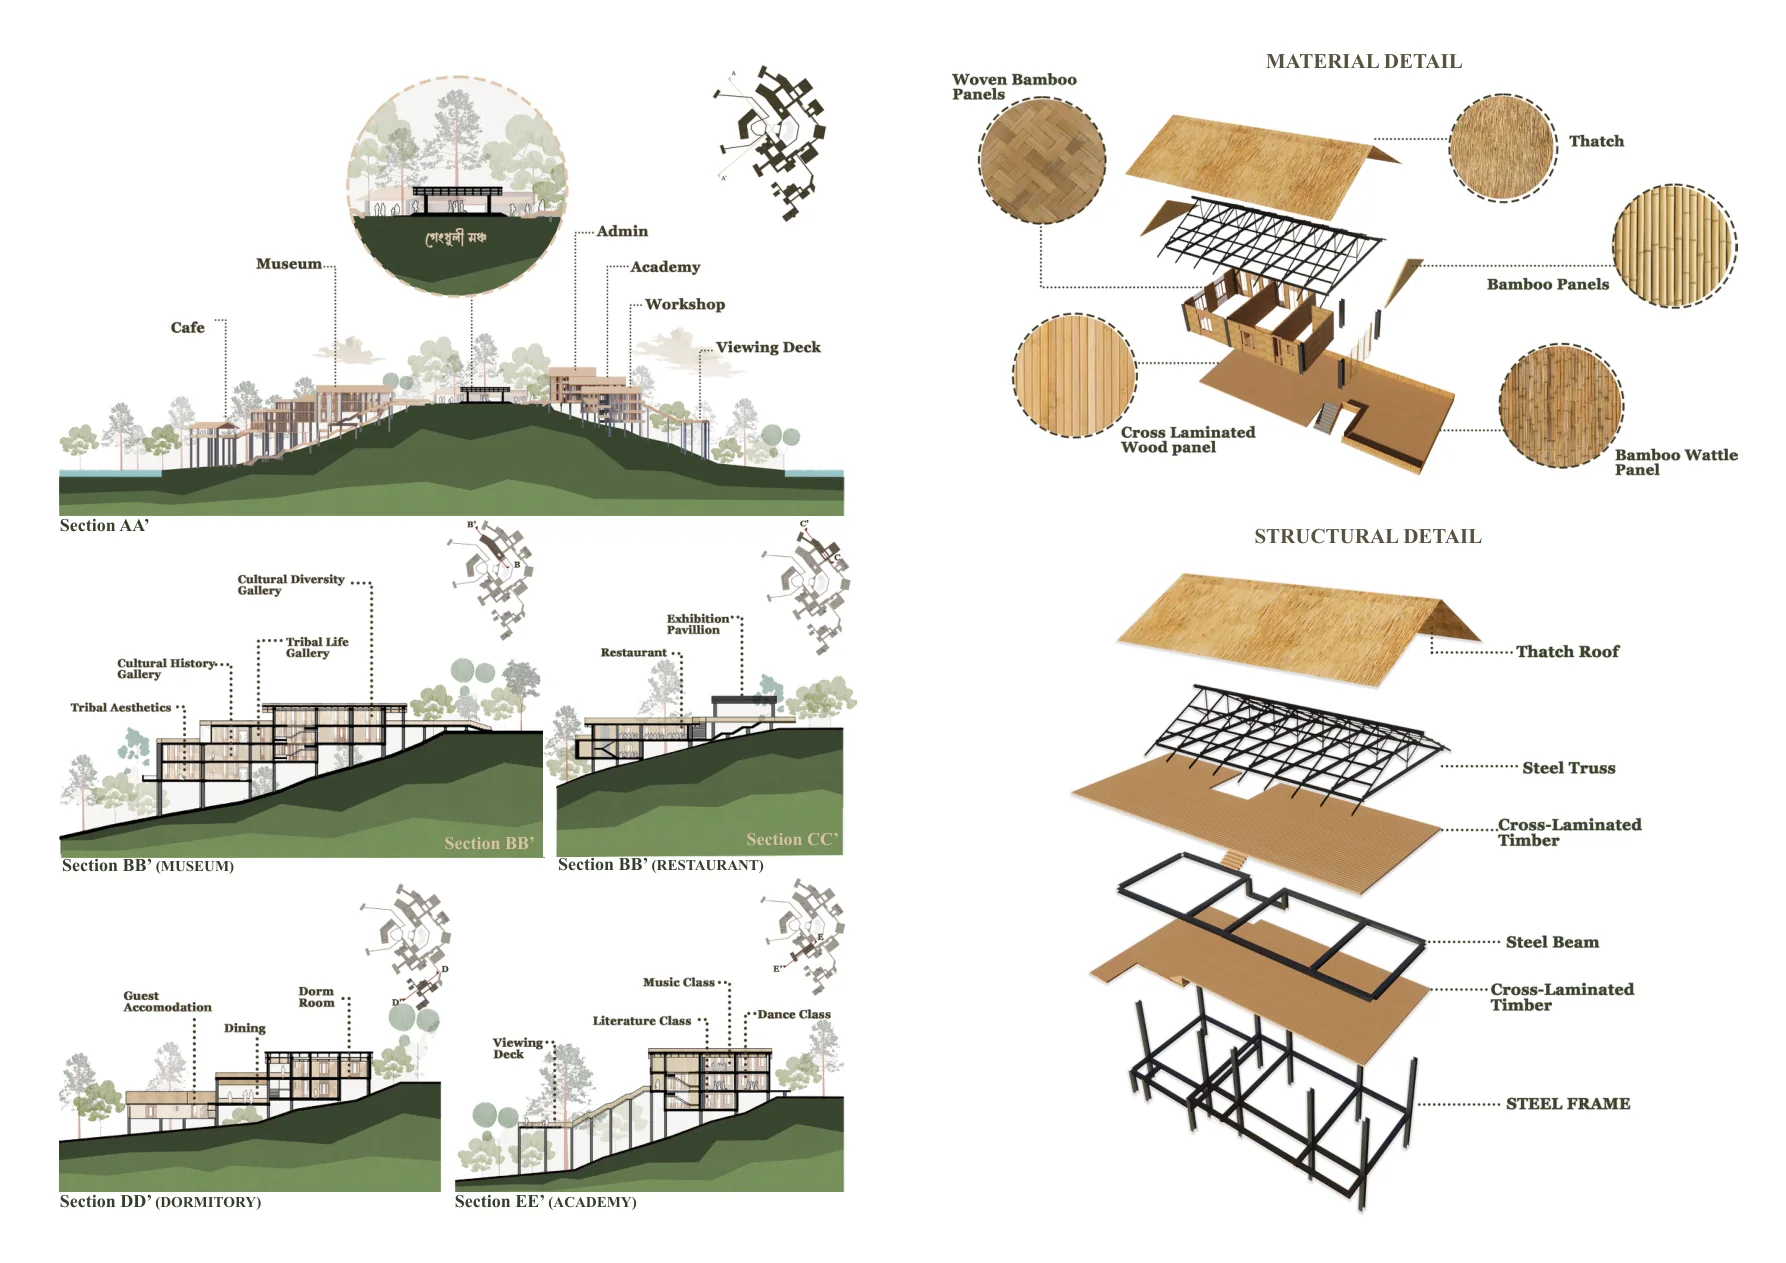 MATERIAL DETAIL
Woven Bamboo
Panels
Thatch
Bamboo Panels
Cross Laminated
Wood panel
Bamboo Wattle
Panel
A
A'
গেংখুলী মঞ্চ
Museum
Cafe
Admin
Academy
Workshop
Viewing Deck
Section AA’
B'
B
Cultural Diversity
Gallery
Tribal Life
Gallery
Cultural History
Gallery
Tribal Aesthetics
Section BB’
Section BB’ (MUSEUM)
C'
C
Exhibition
Pavillion
Restaurant
Section CC’
Section BB’ (RESTAURANT)
D
D'
Guest
Accomodation
Dining
Dorm
Room
Section DD’ (DORMITORY)
E
E'
Music Class
Literature Class
Dance Class
Viewing
Deck
Section EE’ (ACADEMY)
STRUCTURAL DETAIL
Thatch Roof
Steel Truss
Cross-Laminated
Timber
Steel Beam
Cross-Laminated
Timber
STEEL FRAME